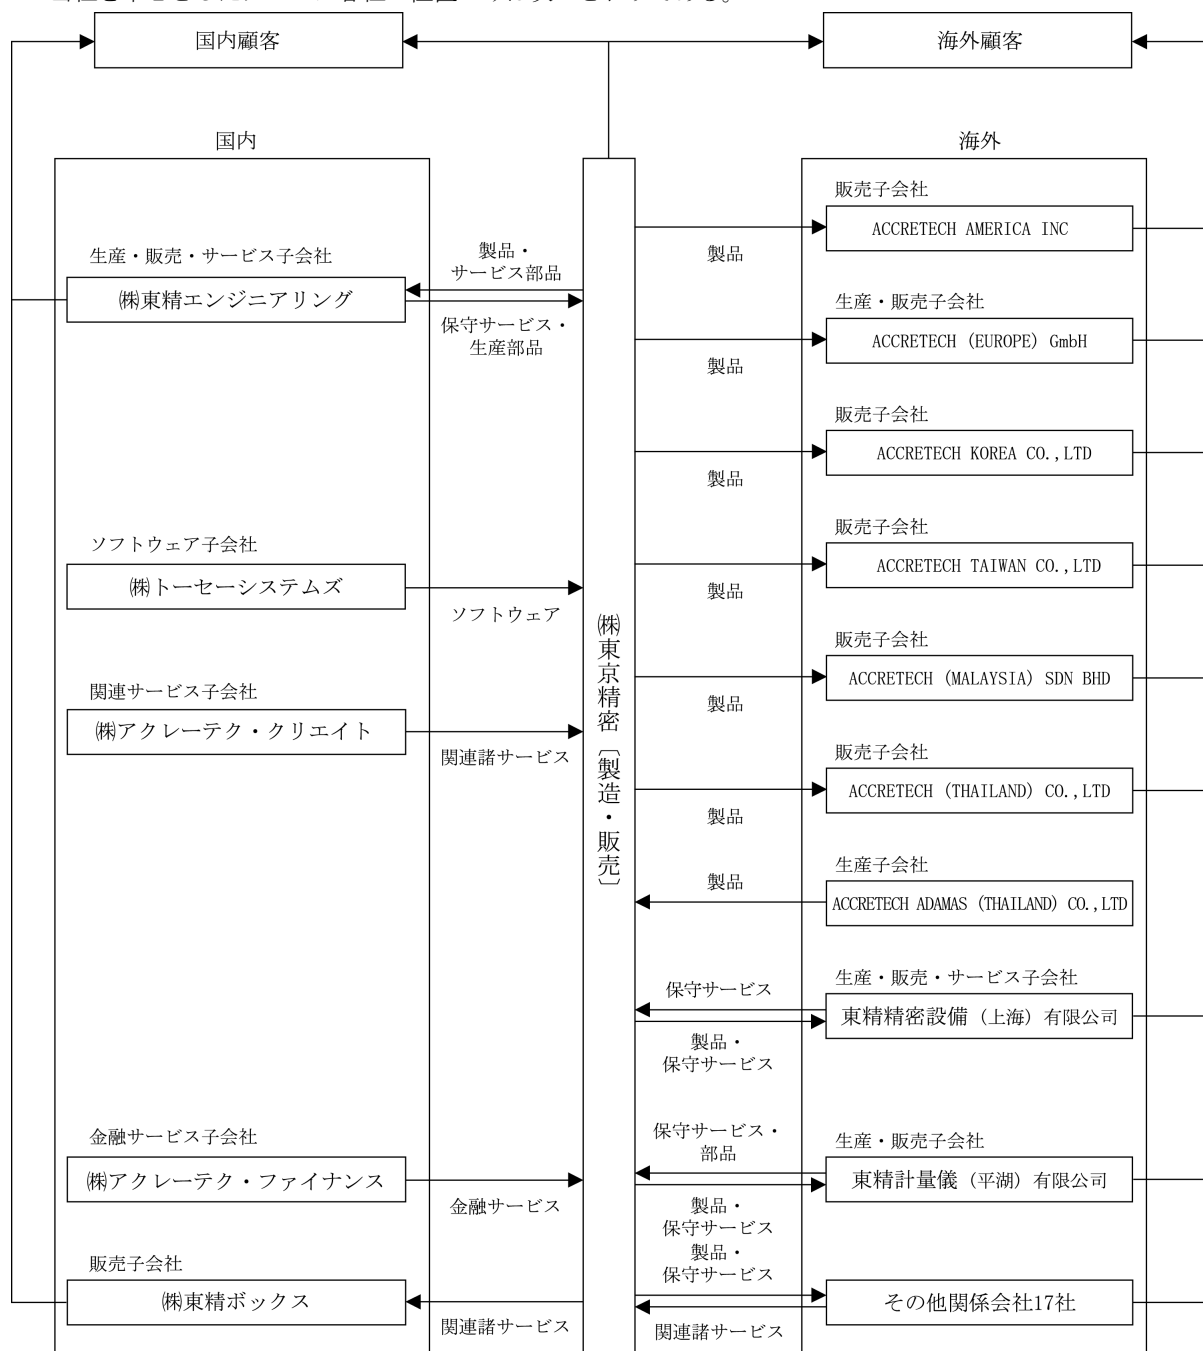 国内顧客
海外顧客
国内
海外
生産・販売・サービス子会社
㈱東精エンジニアリング
製品・
サービス部品
保守サービス・
生産部品
ソフトウェア子会社
㈱トーセーシステムズ
ソフトウェア
関連サービス子会社
㈱アクレーテク・クリエイト
関連諸サービス
金融サービス子会社
㈱アクレーテク・ファイナンス
金融サービス
販売子会社
㈱東精ボックス
関連諸サービス
㈱東京精密〔製造・販売〕
販売子会社
ACCRETECH AMERICA INC
製品
生産・販売子会社
ACCRETECH (EUROPE) GmbH
製品
販売子会社
ACCRETECH KOREA CO.,LTD
製品
販売子会社
ACCRETECH TAIWAN CO.,LTD
製品
販売子会社
ACCRETECH (MALAYSIA) SDN BHD
製品
販売子会社
ACCRETECH (THAILAND) CO.,LTD
製品
生産子会社
製品
ACCRETECH ADAMAS (THAILAND) CO.,LTD
生産・販売・サービス子会社
保守サービス
東精精密設備(上海)有限公司
製品・
保守サービス
保守サービス・
部品
生産・販売子会社
東精計量儀(平湖)有限公司
製品・
保守サービス
製品・
保守サービス
その他関係会社17社
関連諸サービス